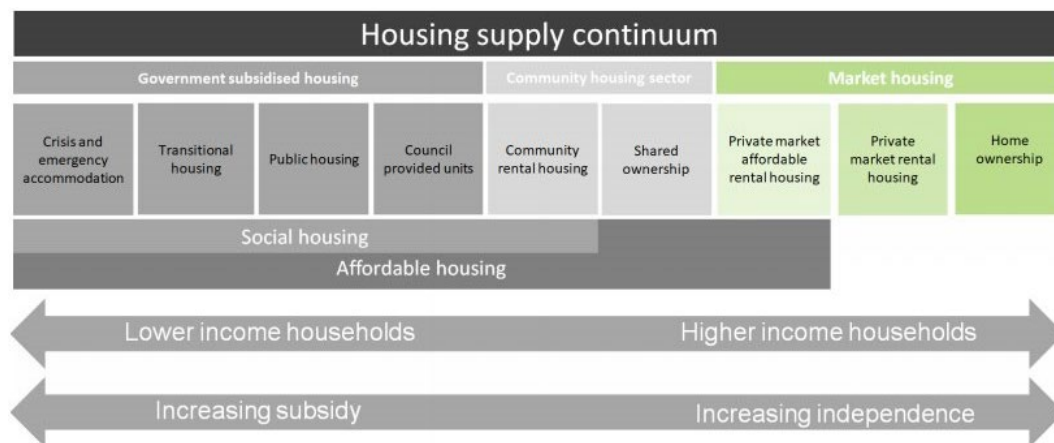 Housing supply continuum
Government subsidised housing
Community housing sector
Market housing
Crisis and
emergency
accommodation
Transitional
housing
Public housing
Council
provided units
Community
rental housing
Shared
ownership
Private market
affordable
rental housing
Private
market rental
housing
Home
ownership
Social housing
Affordable housing
Lower income households
Higher income households
Increasing subsidy
Increasing independence